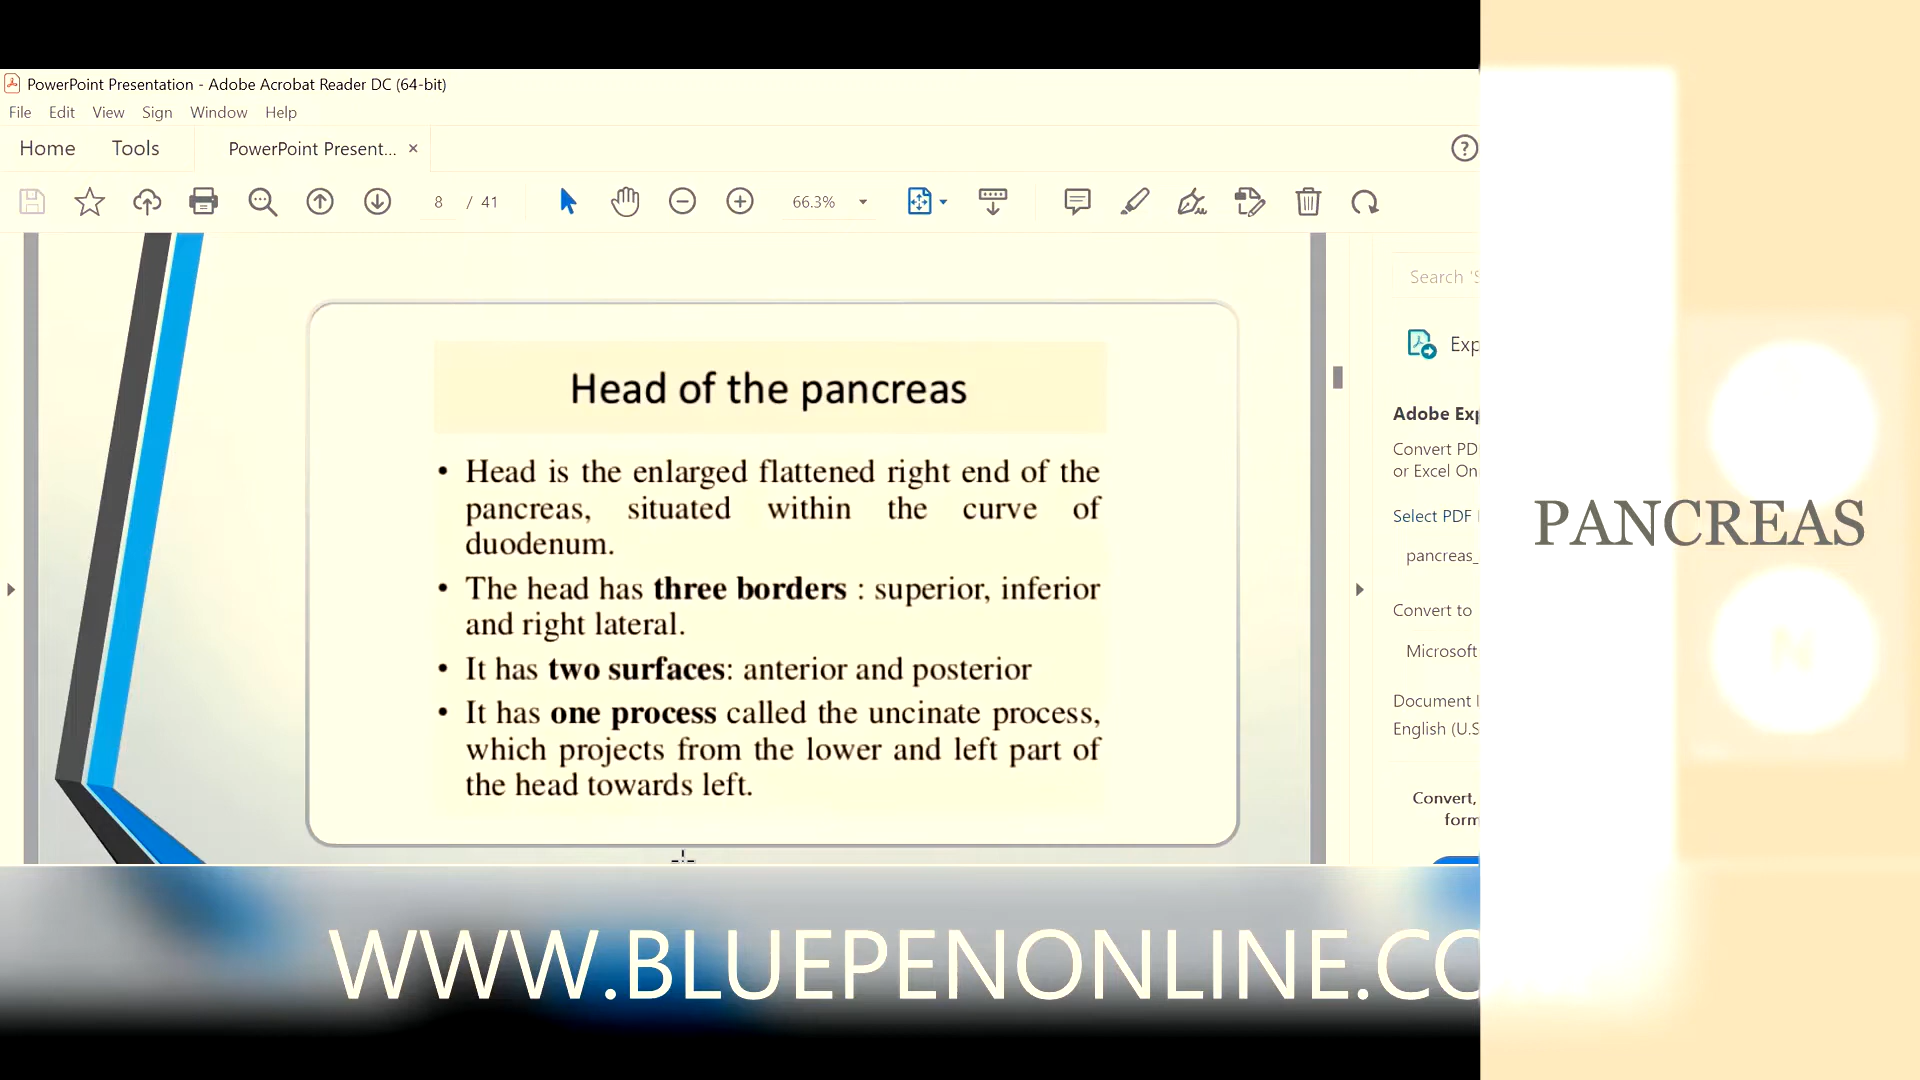 PowerPoint Presentation - Adobe Acrobat Reader DC (64-bit)
File Edit View Sign Window Help
Home Tools PowerPoint Present... ×
8 / 41 66.3%
Search 'S
Head of the pancreas
• Head is the enlarged flattened right end of the
pancreas, situated within the curve of
duodenum.
• The head has three borders : superior, inferior
and right lateral.
• It has two surfaces: anterior and posterior
• It has one process called the uncinate process,
which projects from the lower and left part of
the head towards left.
Exp
Adobe Exp
Convert PD
or Excel On
Select PDF
pancreas_
Convert to
Microsoft
Document
English (U.S
Convert,
form
PANCREAS
WWW.BLUEPENONLINE.CO